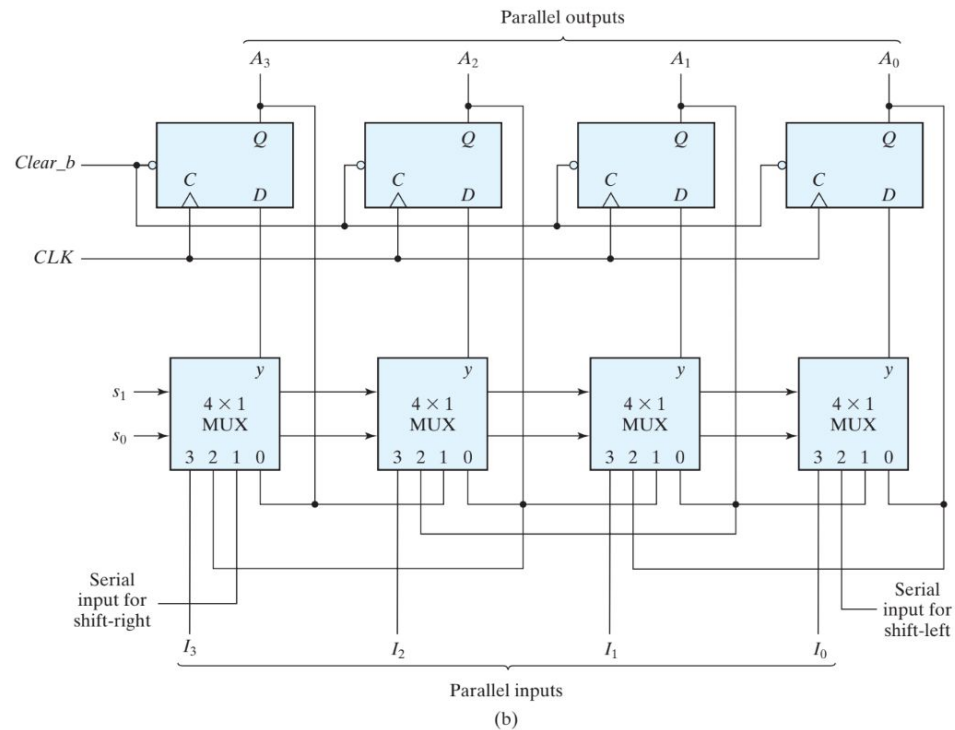 Parallel outputs
A₃ A₂ A₁ A₀
Q Q Q Q
Clear_b
C D C D C D C D
CLK
y y y y
s₁
4 × 1 4 × 1 4 × 1 4 × 1
MUX MUX MUX MUX
s₀
3 2 1 0 3 2 1 0 3 2 1 0 3 2 1 0
Serial
input for
shift-right
Serial
input for
shift-left
I₃ I₂ I₁ I₀
Parallel inputs
(b)